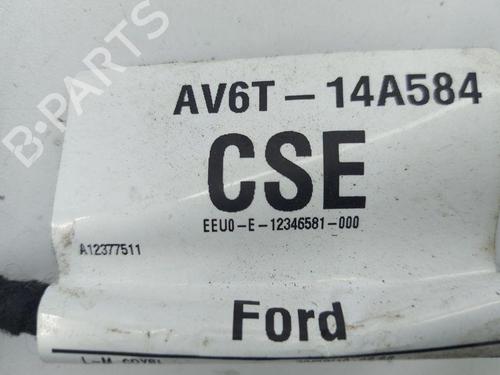 B-PARTS
AV6T-14A584
CSE
EEU0-E-12346581-000
A12377511
Ford